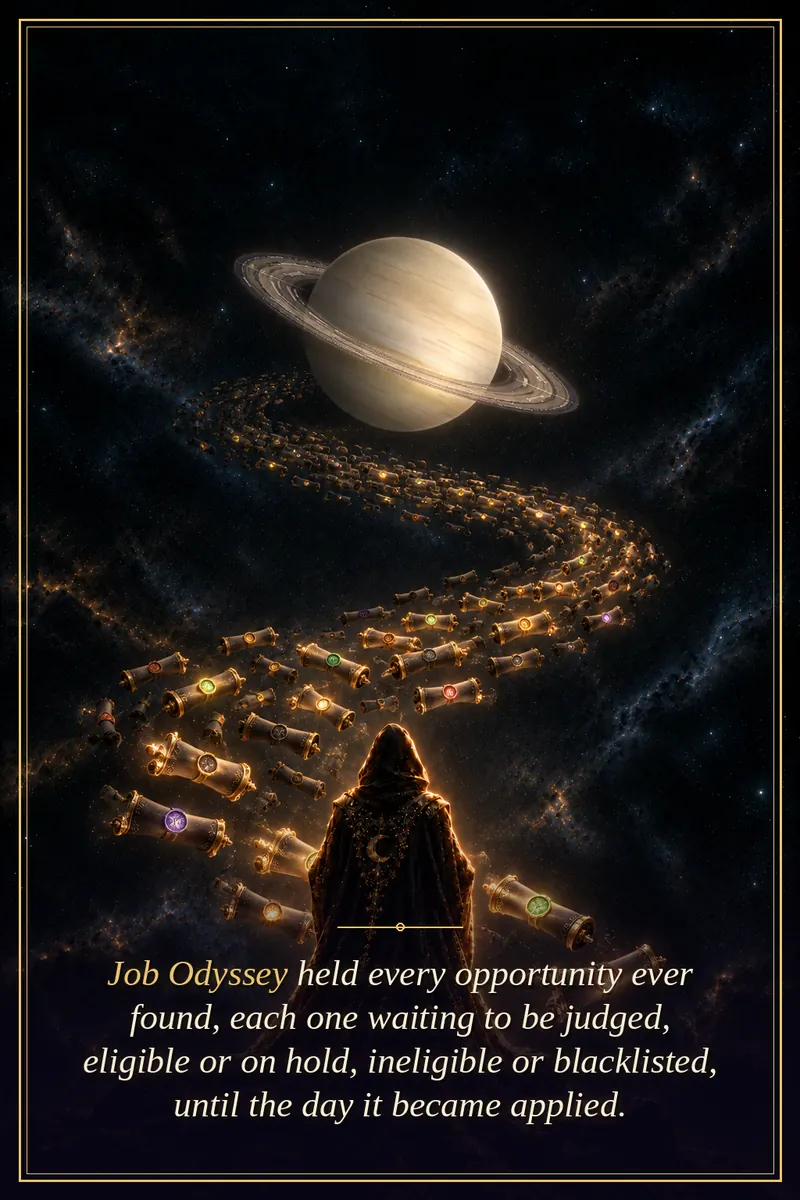 Job Odyssey held every opportunity ever
found, each one waiting to be judged,
eligible or on hold, ineligible or blacklisted,
until the day it became applied.